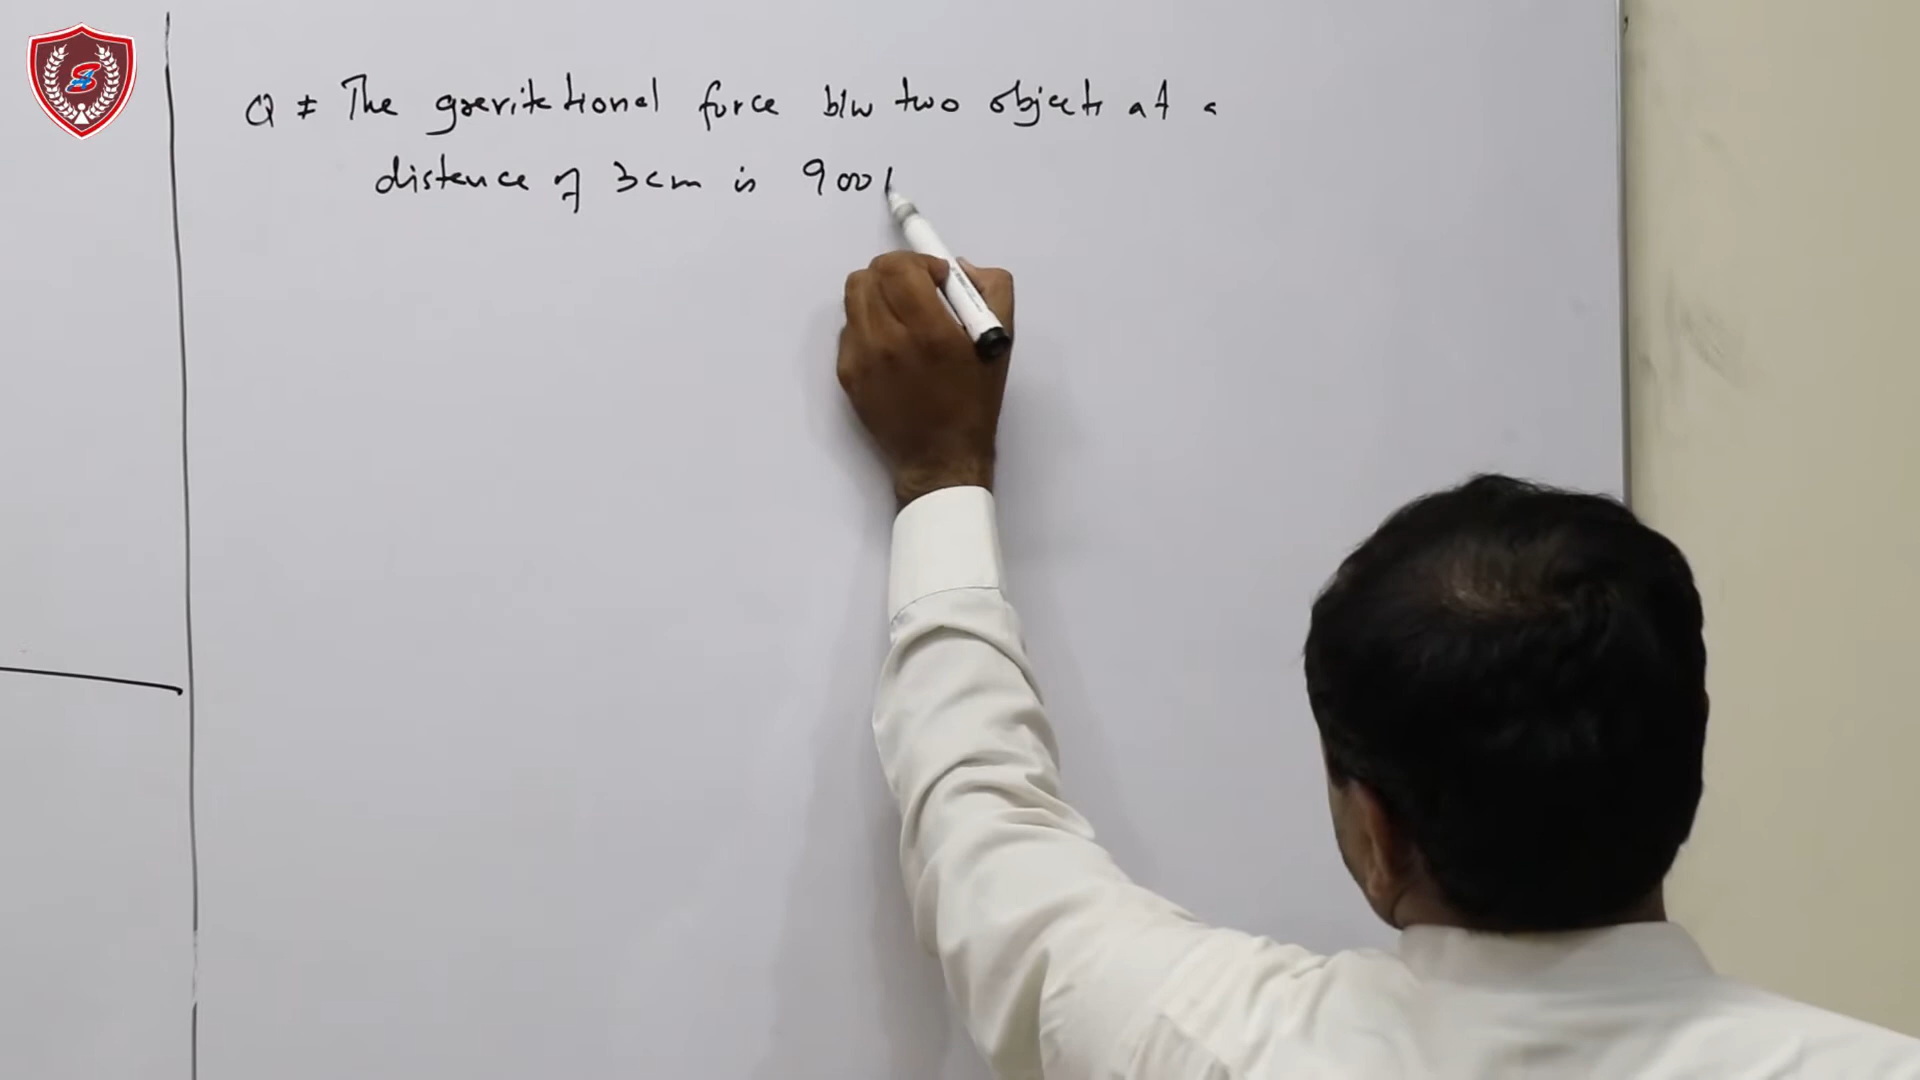 Q # The gravitational force b/w two objects at a
distance of 3cm is 900